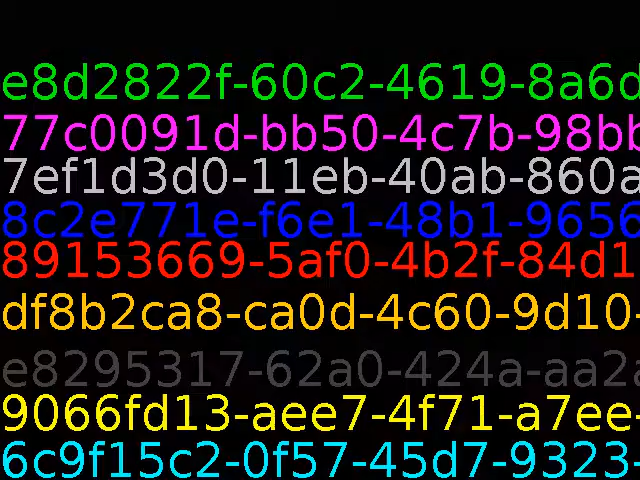 e8d2822f-60c2-4619-8a6d
77c0091d-bb50-4c7b-98bb
7ef1d3d0-11eb-40ab-860a
8c2e771e-f6e1-48b1-9656
89153669-5af0-4b2f-84d1
df8b2ca8-ca0d-4c60-9d10-
e8295317-62a0-424a-aa2a
9066fd13-aee7-4f71-a7ee-
6c9f15c2-0f57-45d7-9323-